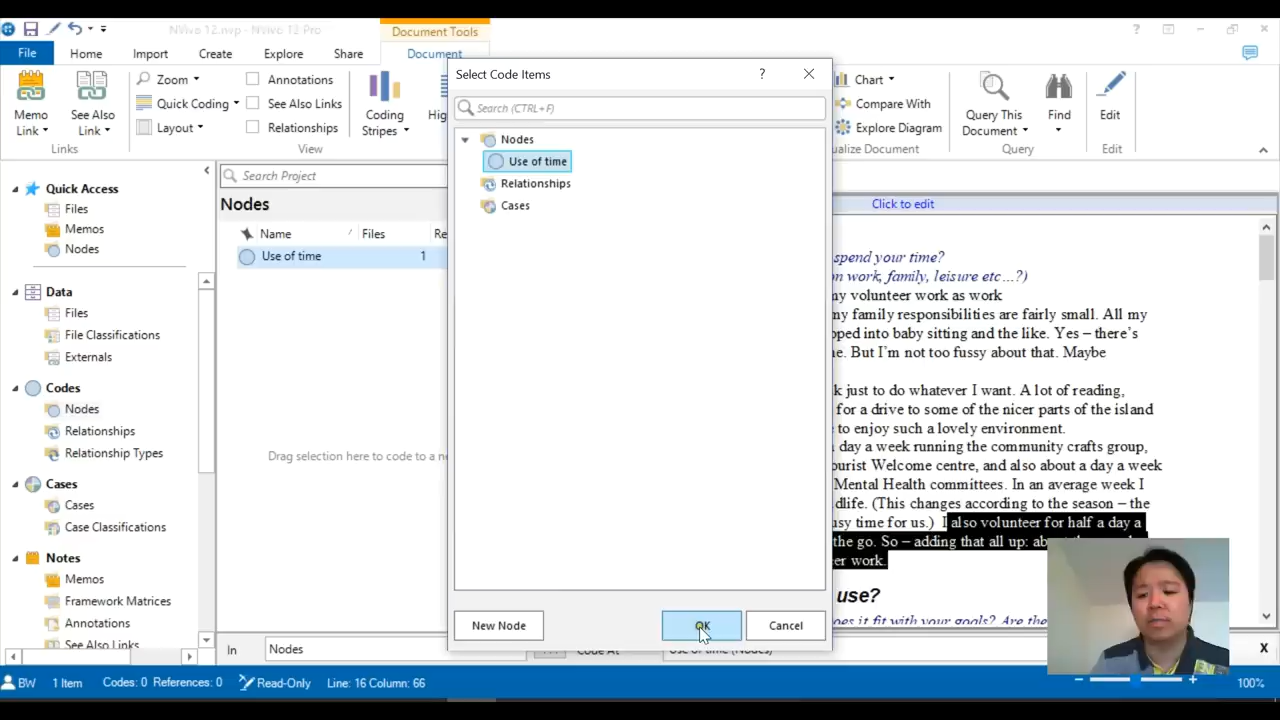 NVivo 12.nvp - NVivo 12 Pro
Document Tools
File
Home
Import
Create
Explore
Share
Document
Memo Link
See Also Link
Links
Zoom
Quick Coding
Layout
Annotations
See Also Links
Relationships
View
Coding Stripes
Chart
Compare With
Explore Diagram
Query This Document
Find
Query
Edit
Edit
Select Code Items
?
Search (CTRL+F)
Nodes
Use of time
Relationships
Cases
New Node
OK
Cancel
Quick Access
Files
Memos
Nodes
Data
Files
File Classifications
Externals
Codes
Nodes
Relationships
Relationship Types
Cases
Cases
Case Classifications
Notes
Memos
Framework Matrices
Annotations
See Also Links
Search Project
Nodes
Name
Files
Use of time
1
Drag selection here to code to a
Click to edit
spend your time?
work, family, leisure etc…?)
my volunteer work as work
my family responsibilities are fairly small. All my
into baby sitting and the like. Yes – there’s
But I’m not too fussy about that. Maybe
just to do whatever I want. A lot of reading,
for a drive to some of the nicer parts of the island
to enjoy such a lovely environment.
day a week running the community crafts group,
Welcome centre, and also about a day a week
Mental Health committees. In an average week I
(This changes according to the season – the
time for us.) I also volunteer for half a day a
the go. So – adding that all up:
work.
use?
it fit with your goals? Are the
In
Nodes
Code At
Use of time (Nodes)
X
BW
1 Item
Codes: 0
References: 0
Read-Only
Line: 16 Column: 66
100%